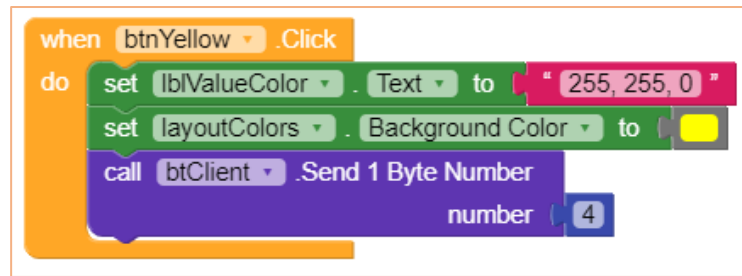 when btnYellow .Click
do set lblValueColor . Text to " 255, 255, 0 "
set layoutColors . Background Color to
call btClient .Send 1 Byte Number
number 4